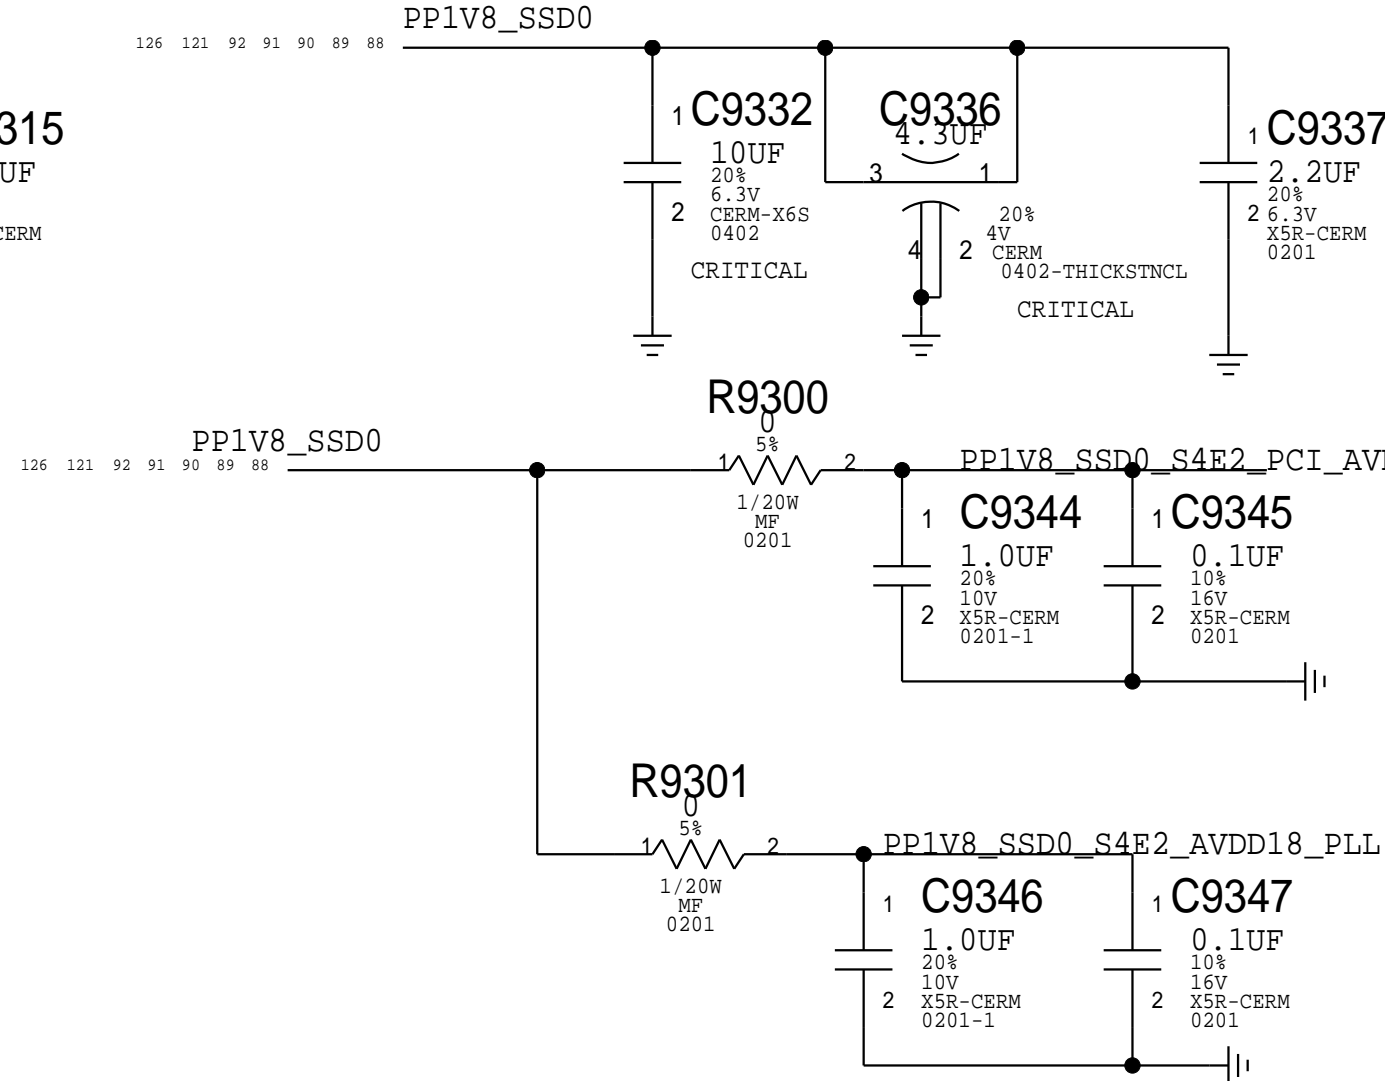 PP1V8_SSD0
126 121 92 91 90 89 88
315
UF
CERM
1 C9332
10UF
20%
6.3V
2 CERM-X6S
0402
CRITICAL
C9336
4.3UF
3 1
4 2
20%
4V
CERM
0402-THICKSTNCL
CRITICAL
1 C9337
2.2UF
20%
2 6.3V
X5R-CERM
0201
R9300
0
5%
PP1V8_SSD0
126 121 92 91 90 89 88
1 2
1/20W
MF
0201
PP1V8_SSD0_S4E2_PCI_AV
1 C9344
1.0UF
20%
10V
2 X5R-CERM
0201-1
1 C9345
0.1UF
10%
16V
2 X5R-CERM
0201
R9301
0
5%
1 2
1/20W
MF
0201
PP1V8_SSD0_S4E2_AVDD18_PLL
1 C9346
1.0UF
20%
10V
2 X5R-CERM
0201-1
1 C9347
0.1UF
10%
16V
2 X5R-CERM
0201